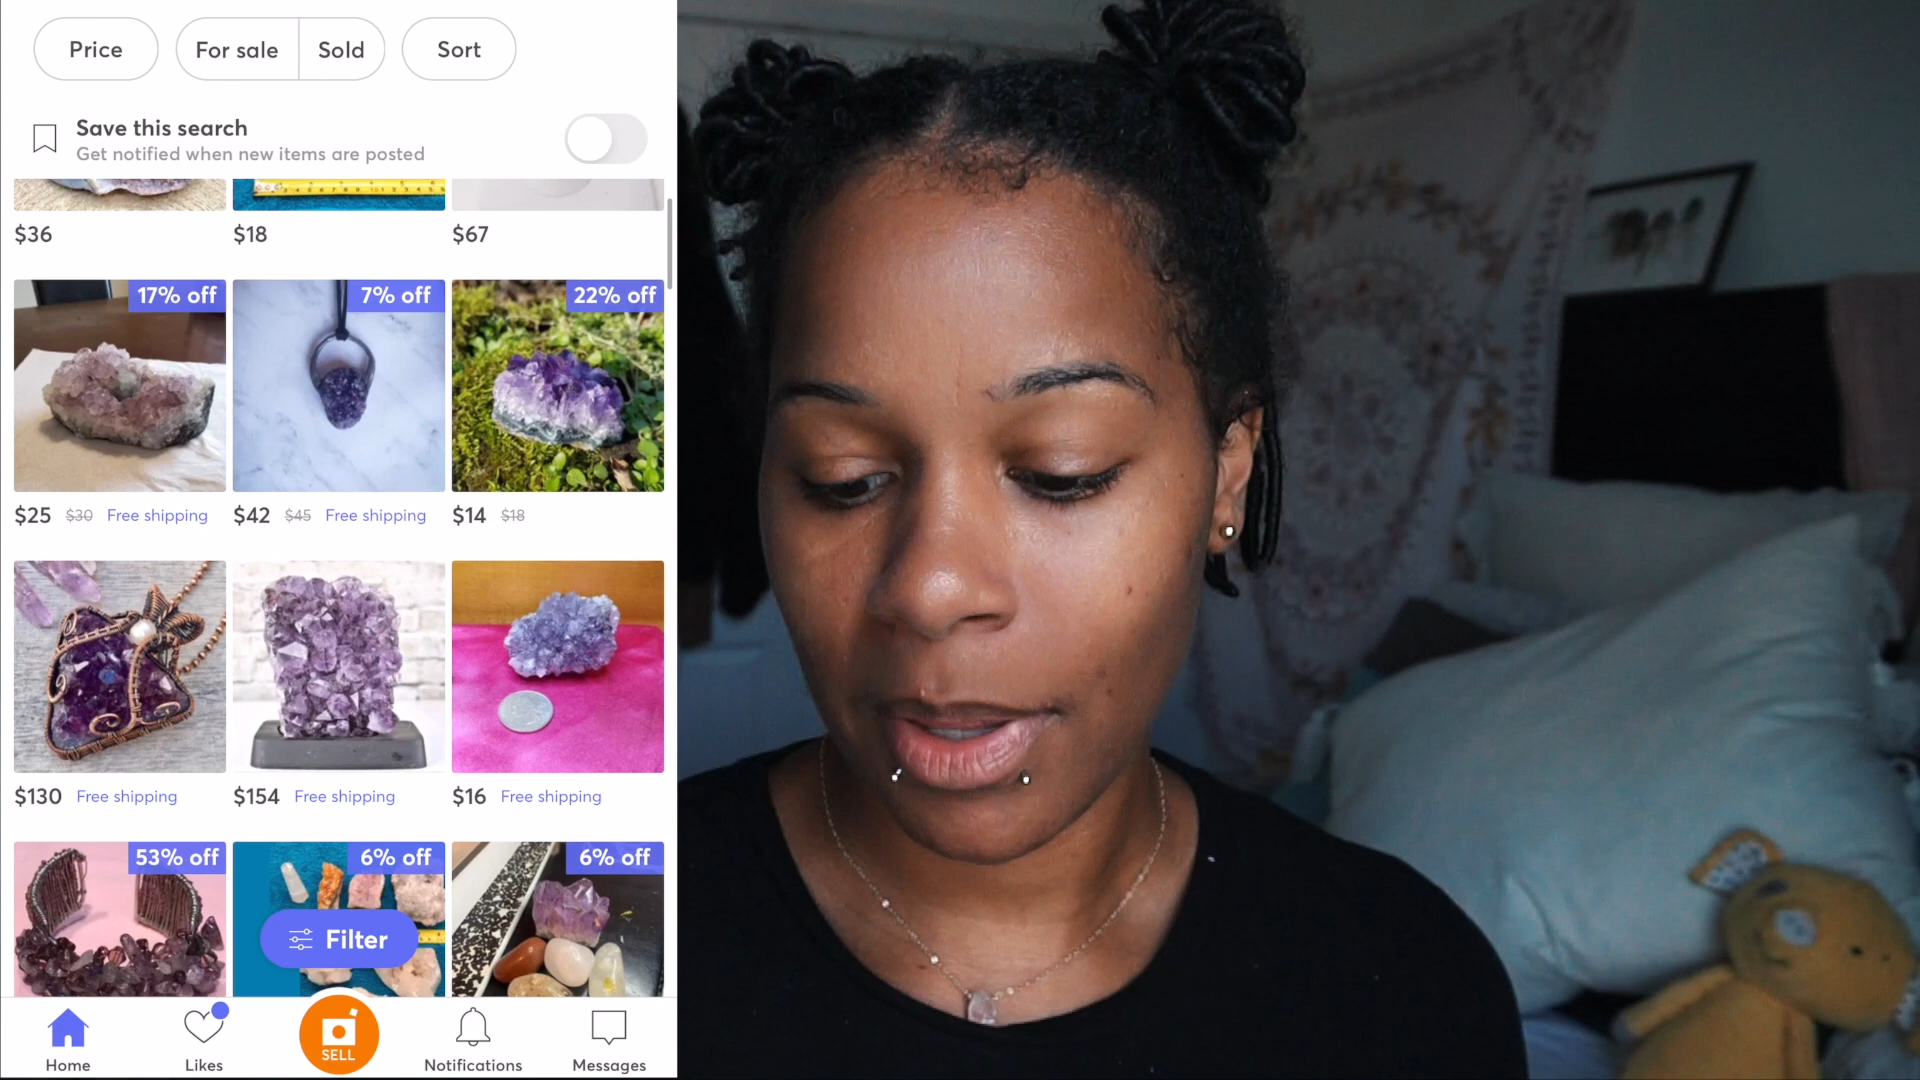 Price
For sale
Sold
Sort
Save this search
Get notified when new items are posted
$36
$18
$67
17% off
7% off
22% off
$25 $30 Free shipping
$42 $45 Free shipping
$14 $18
$130 Free shipping
$154 Free shipping
$16 Free shipping
53% off
6% off
6% off
Filter
Home
Likes
SELL
Notifications
Messages